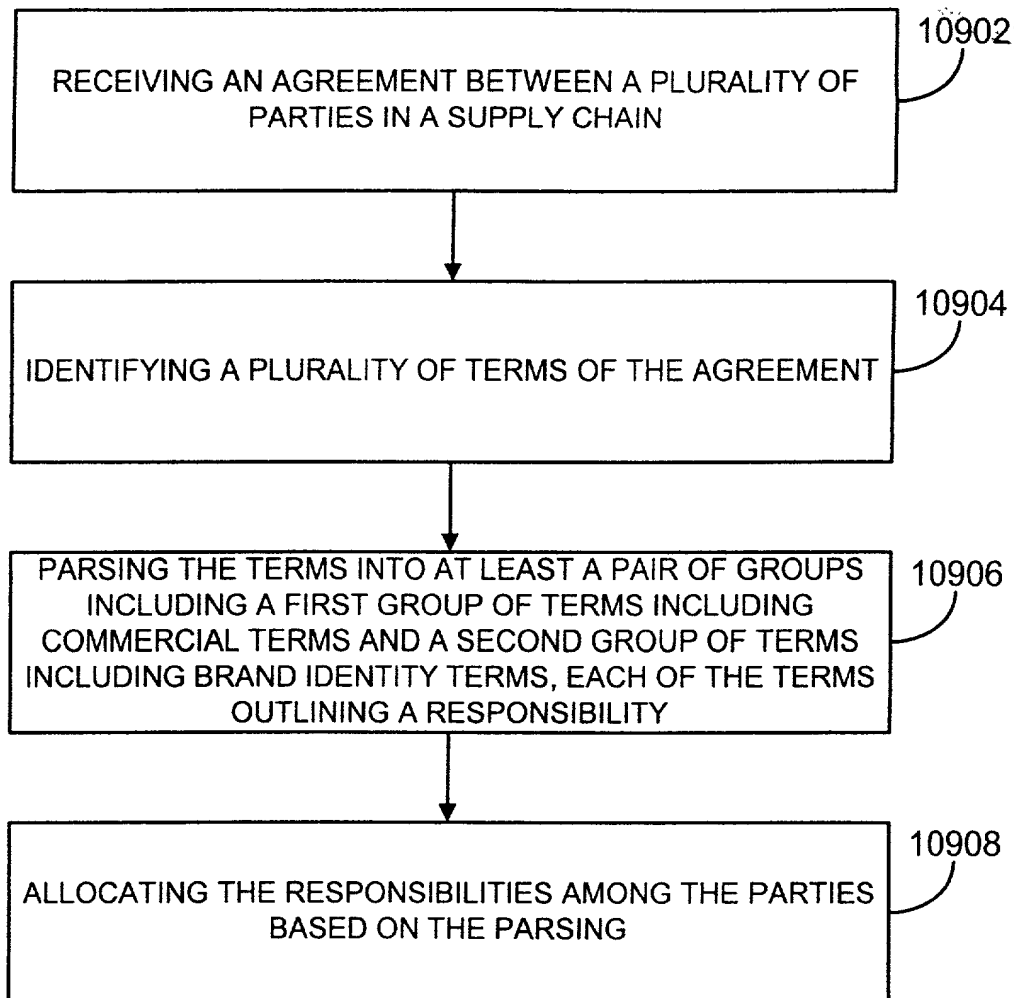 10902
RECEIVING AN AGREEMENT BETWEEN A PLURALITY OF
PARTIES IN A SUPPLY CHAIN
10904
IDENTIFYING A PLURALITY OF TERMS OF THE AGREEMENT
10906
PARSING THE TERMS INTO AT LEAST A PAIR OF GROUPS
INCLUDING A FIRST GROUP OF TERMS INCLUDING
COMMERCIAL TERMS AND A SECOND GROUP OF TERMS
INCLUDING BRAND IDENTITY TERMS, EACH OF THE TERMS
OUTLINING A RESPONSIBILITY
10908
ALLOCATING THE RESPONSIBILITIES AMONG THE PARTIES
BASED ON THE PARSING